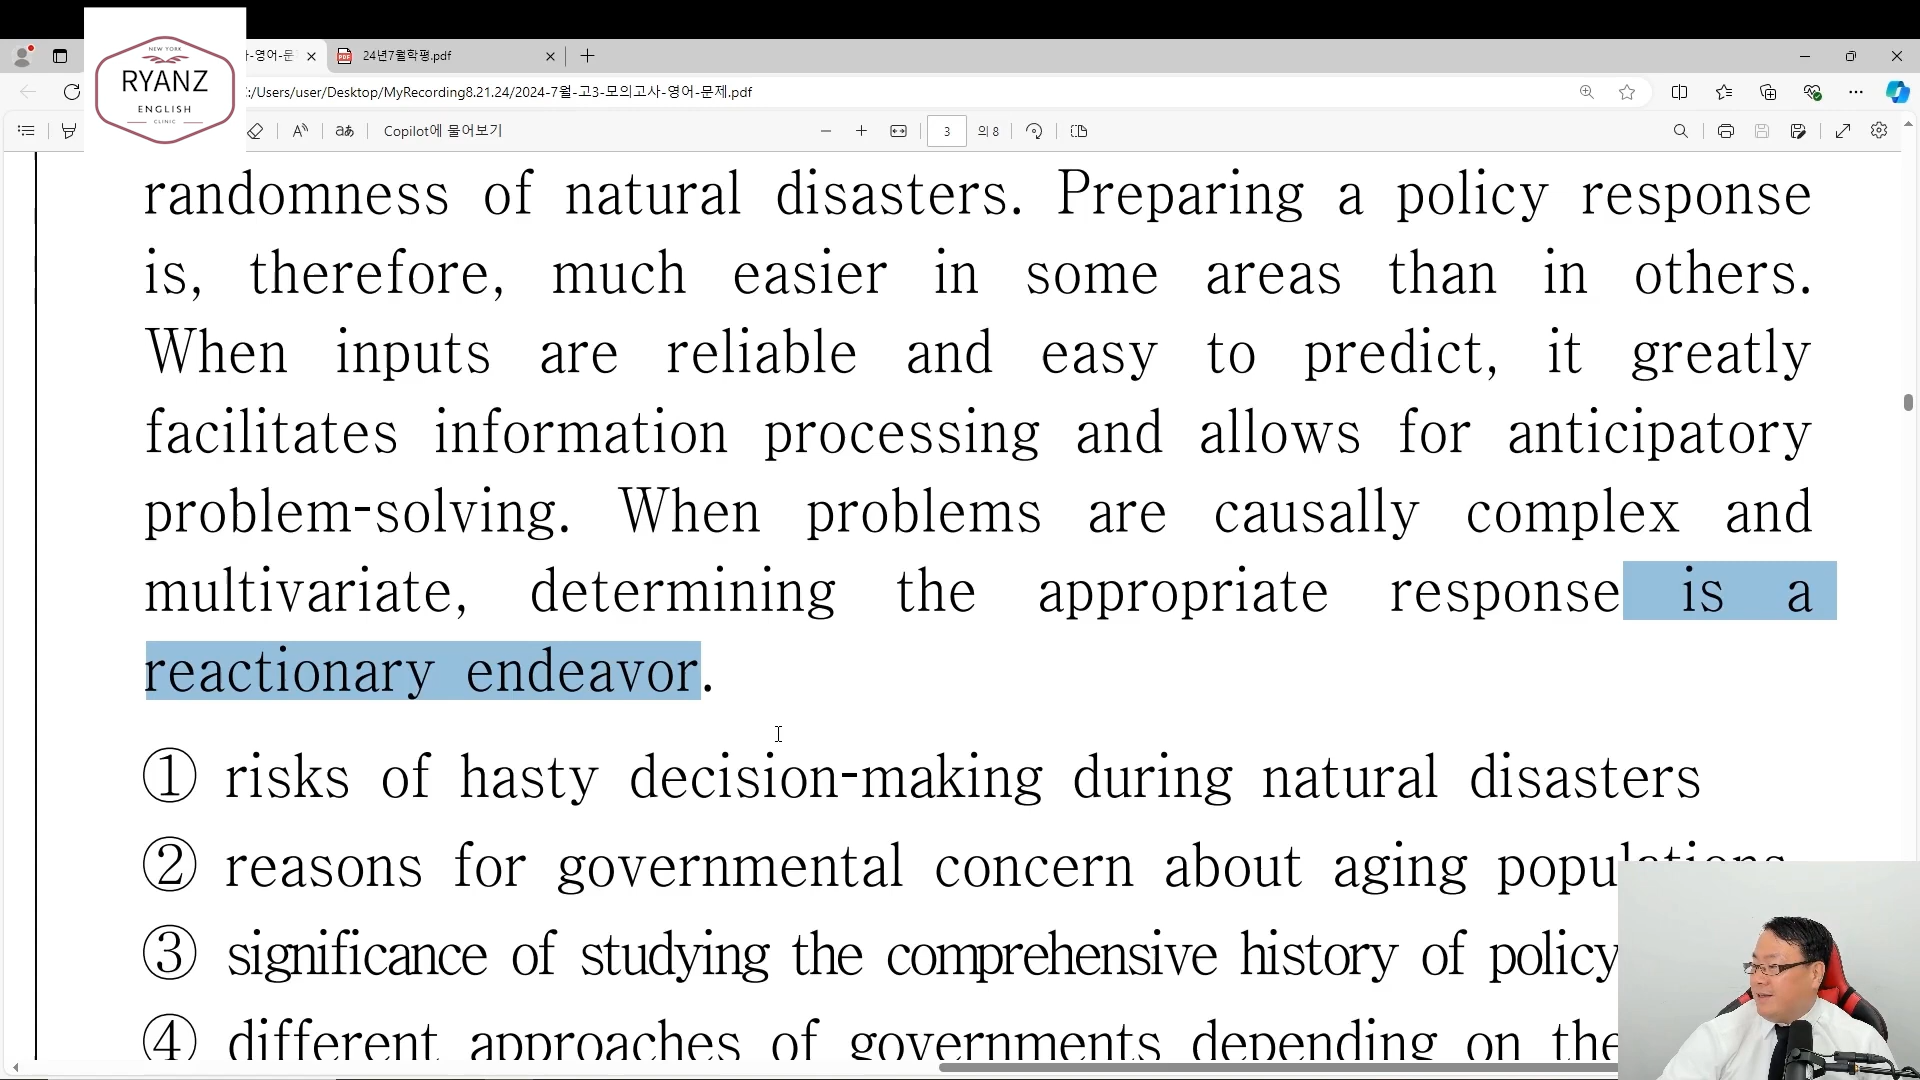 NEW YORK
RYANZ
ENGLISH
CLINIC
사-영어-문
24년7월학평.pdf
:/Users/user/Desktop/MyRecording8.21.24/2024-7월-고3-모의고사-영어-문제.pdf
Copilot에 물어보기
3 의 8
randomness of natural disasters. Preparing a policy response
is, therefore, much easier in some areas than in others.
When inputs are reliable and easy to predict, it greatly
facilitates information processing and allows for anticipatory
problem-solving. When problems are causally complex and
multivariate, determining the appropriate response is a
reactionary endeavor.
① risks of hasty decision-making during natural disasters
② reasons for governmental concern about aging populations
③ significance of studying the comprehensive history of policy
④ different approaches of governments depending on the